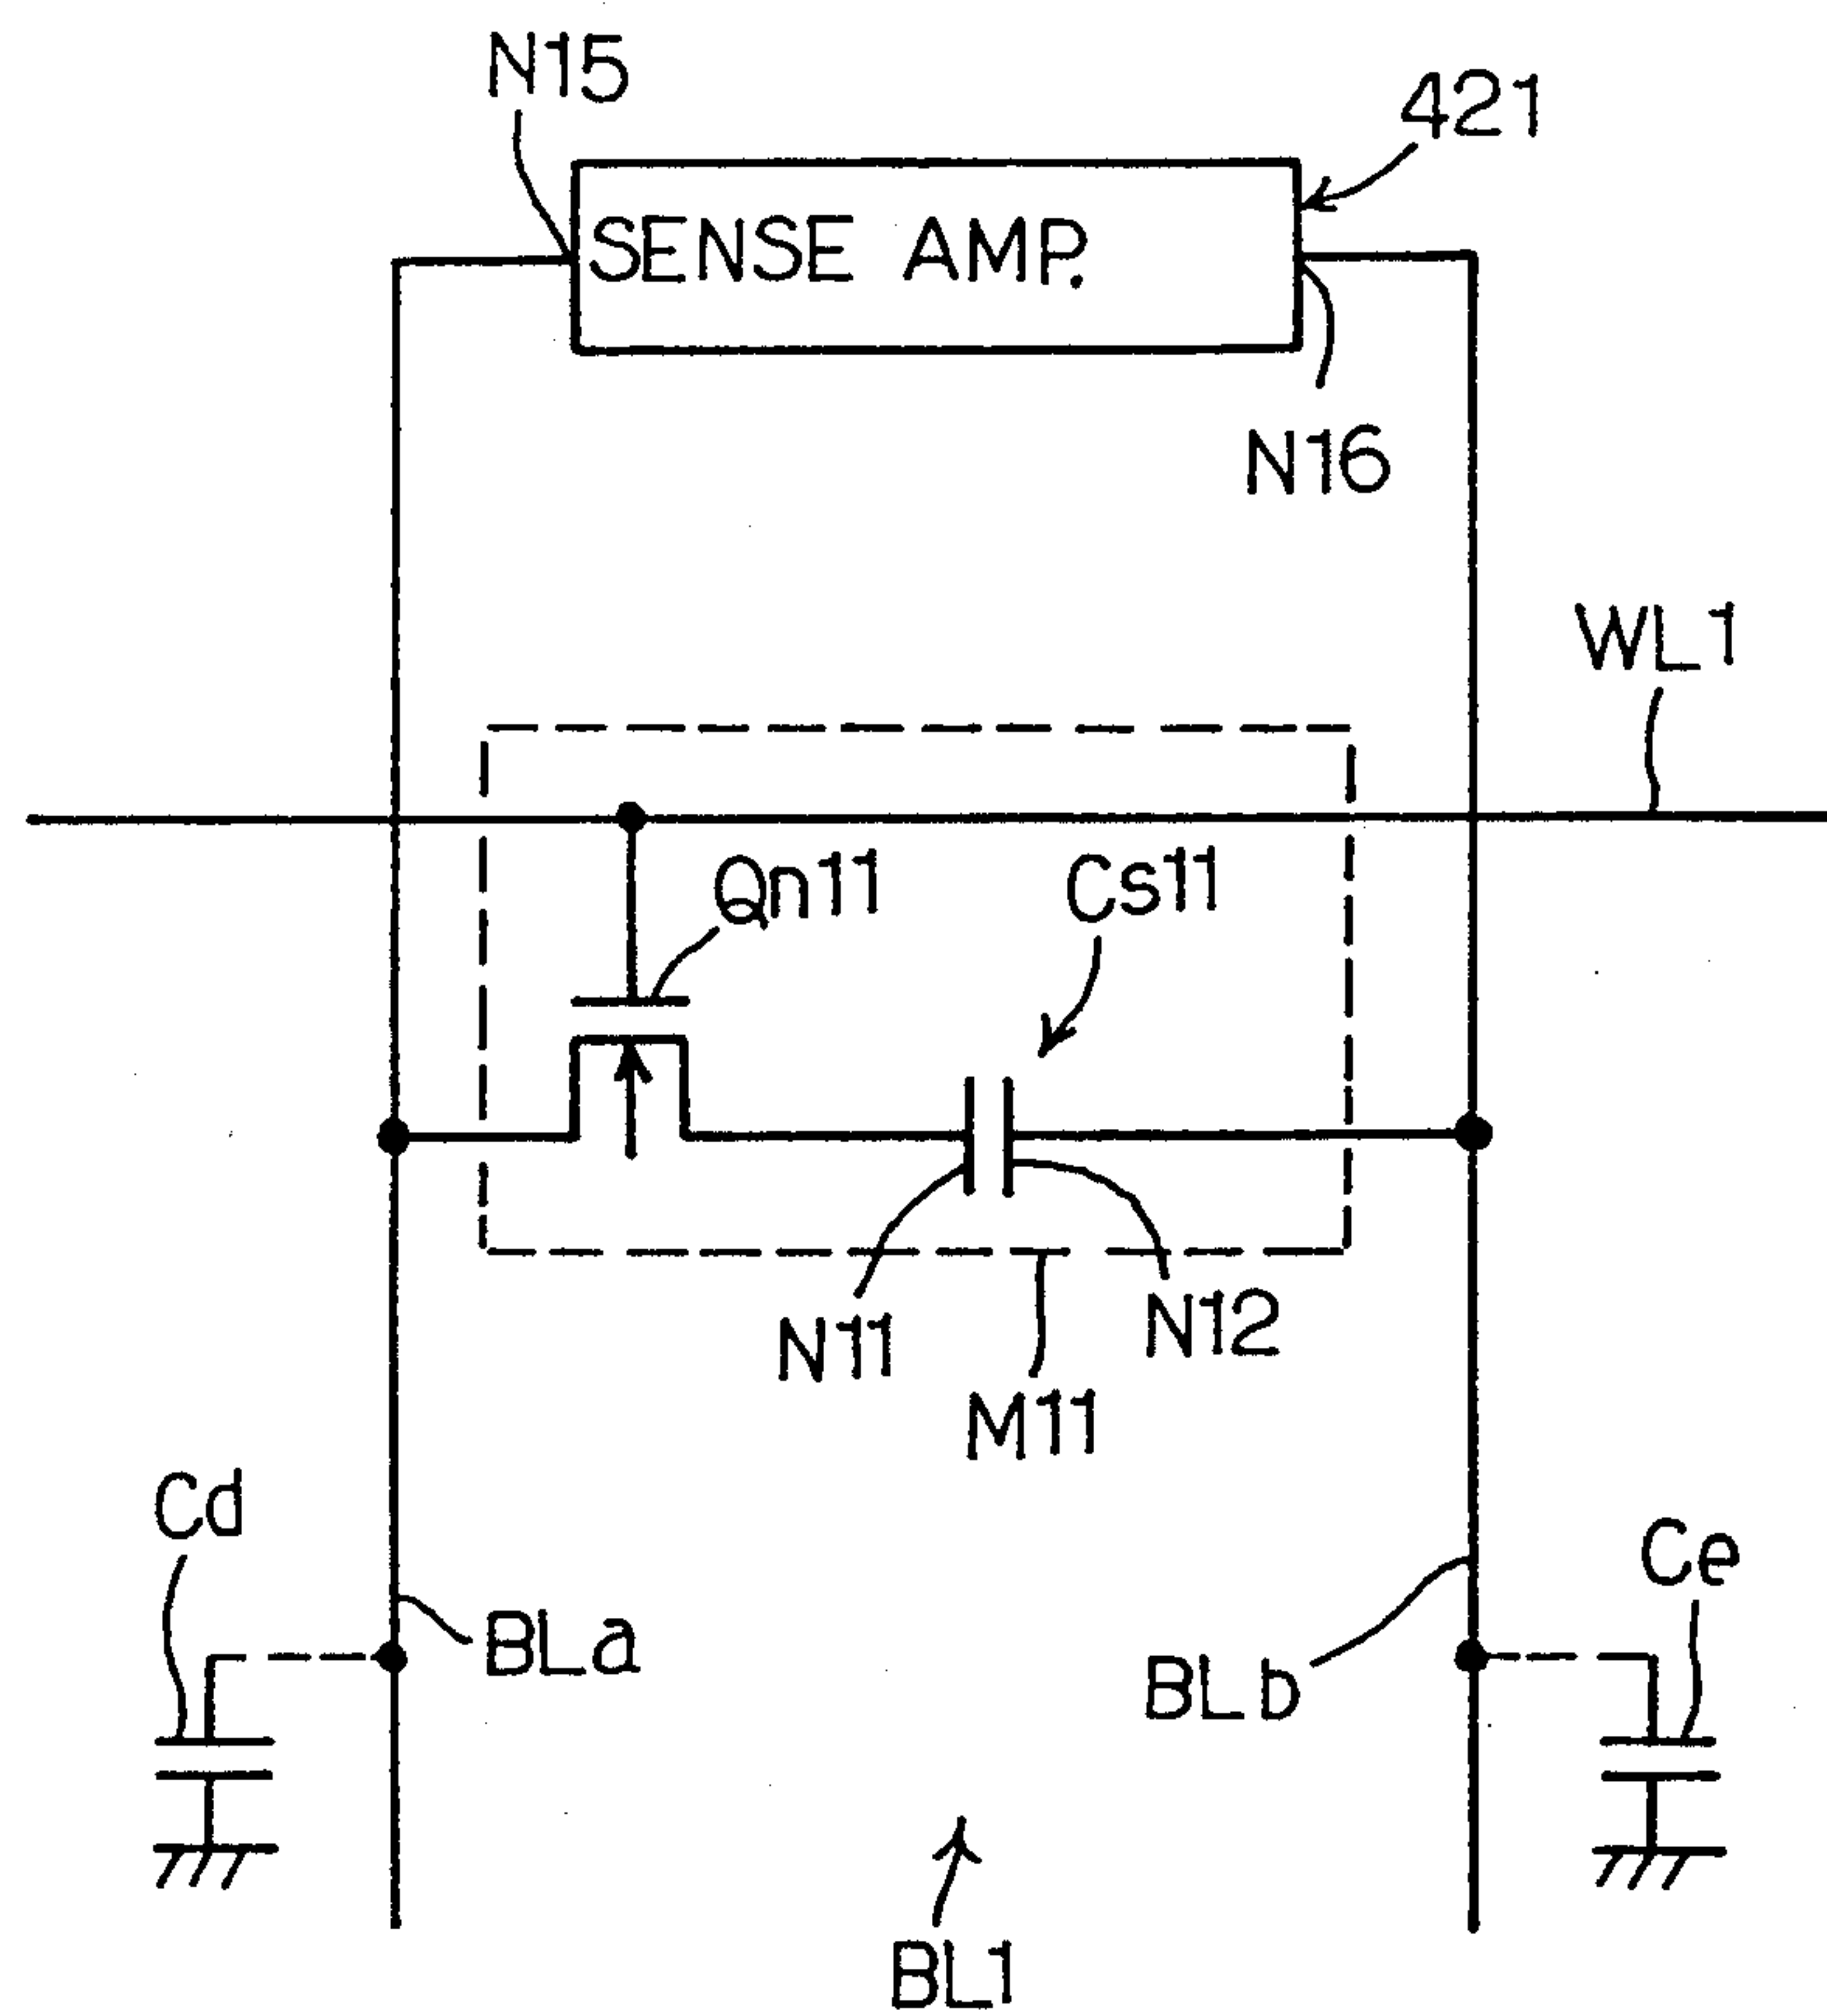 N15
421
SENSE AMP.
N16
WL1
Qn11
Cs11
N11
N12
M11
Cd
Ce
BLa
BLb
BL1